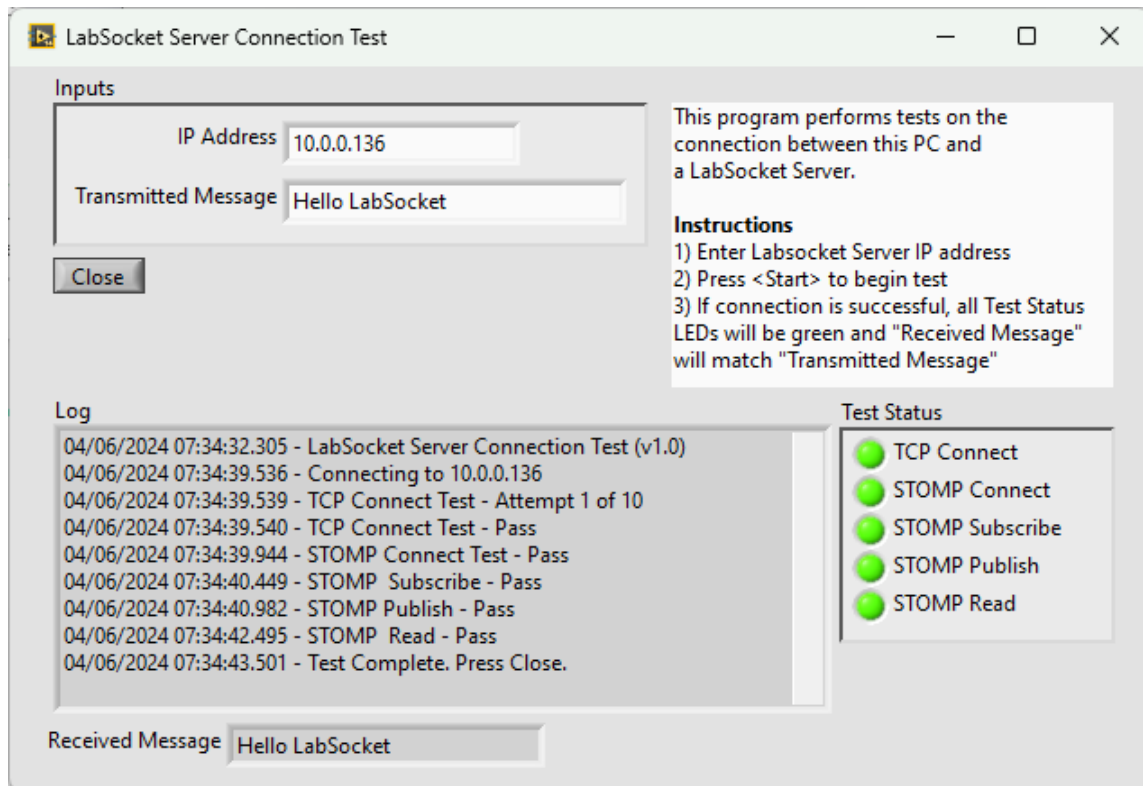 LabSocket Server Connection Test
Inputs
IP Address 10.0.0.136
Transmitted Message Hello LabSocket
Close
This program performs tests on the
connection between this PC and
a LabSocket Server.
Instructions
1) Enter Labsocket Server IP address
2) Press <Start> to begin test
3) If connection is successful, all Test Status
LEDs will be green and "Received Message"
will match "Transmitted Message"
Log
04/06/2024 07:34:32.305 - LabSocket Server Connection Test (v1.0)
04/06/2024 07:34:39.536 - Connecting to 10.0.0.136
04/06/2024 07:34:39.539 - TCP Connect Test - Attempt 1 of 10
04/06/2024 07:34:39.540 - TCP Connect Test - Pass
04/06/2024 07:34:39.944 - STOMP Connect Test - Pass
04/06/2024 07:34:40.449 - STOMP  Subscribe - Pass
04/06/2024 07:34:40.982 - STOMP Publish - Pass
04/06/2024 07:34:42.495 - STOMP  Read - Pass
04/06/2024 07:34:43.501 - Test Complete. Press Close.
Test Status
TCP Connect
STOMP Connect
STOMP Subscribe
STOMP Publish
STOMP Read
Received Message Hello LabSocket